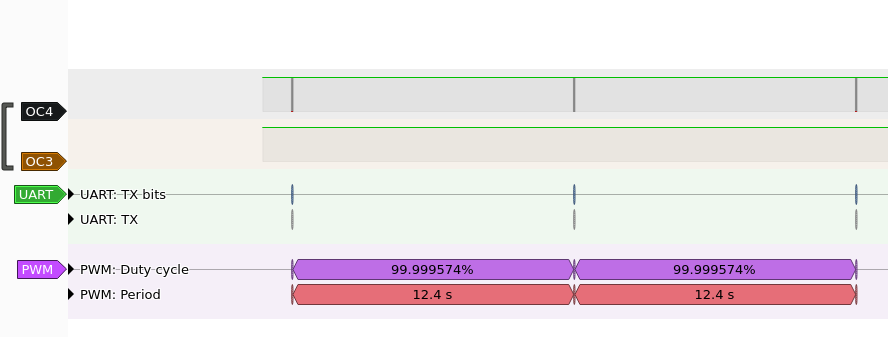 OC4
OC3
UART UART: TX bits
UART: TX
PWM PWM: Duty cycle 99.999574% 99.999574%
PWM: Period 12.4 s 12.4 s